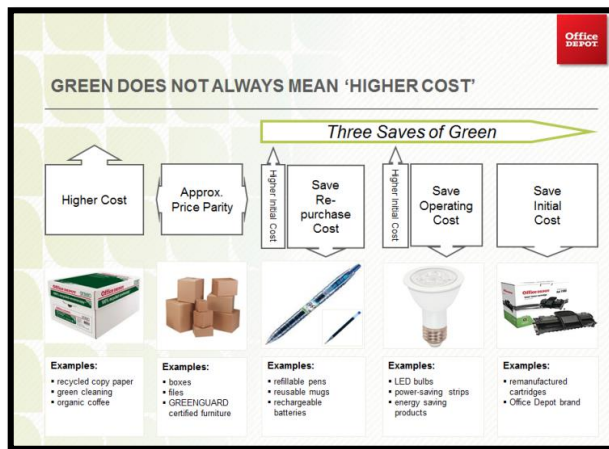 Office
DEPOT
GREEN DOES NOT ALWAYS MEAN ‘HIGHER COST’
Three Saves of Green
Higher Cost
Approx.
Price Parity
Higher Initial Cost
Save
Re-
purchase
Cost
Higher Initial Cost
Save
Operating
Cost
Save
Initial
Cost
Examples:
▪ recycled copy paper
▪ green cleaning
▪ organic coffee
Examples:
▪ boxes
▪ files
▪ GREENGUARD
certified furniture
Examples:
▪ refillable pens
▪ reusable mugs
▪ rechargeable
batteries
Examples:
▪ LED bulbs
▪ power-saving strips
▪ energy saving
products
Examples:
▪ remanufactured
cartridges
▪ Office Depot brand